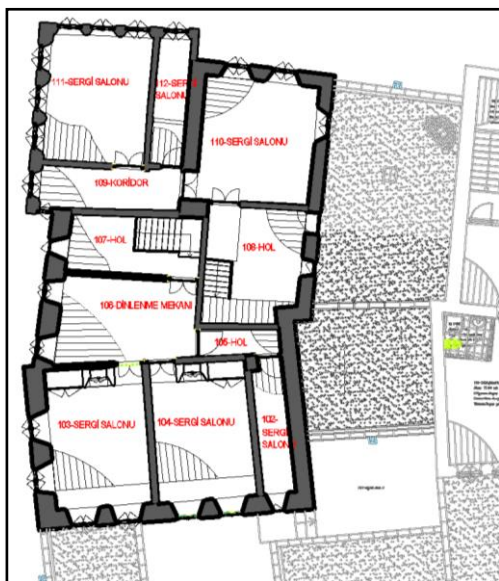 111-SERGİ SALONU
112-SERGİ
SALONU
110-SERGİ SALONU
109-KORİDOR
107-HOL
108-HOL
106-DİNLENME MEKANI
105-HOL
103-SERGİ SALONU
104-SERGİ SALONU
102-
SERGİ
SALONU